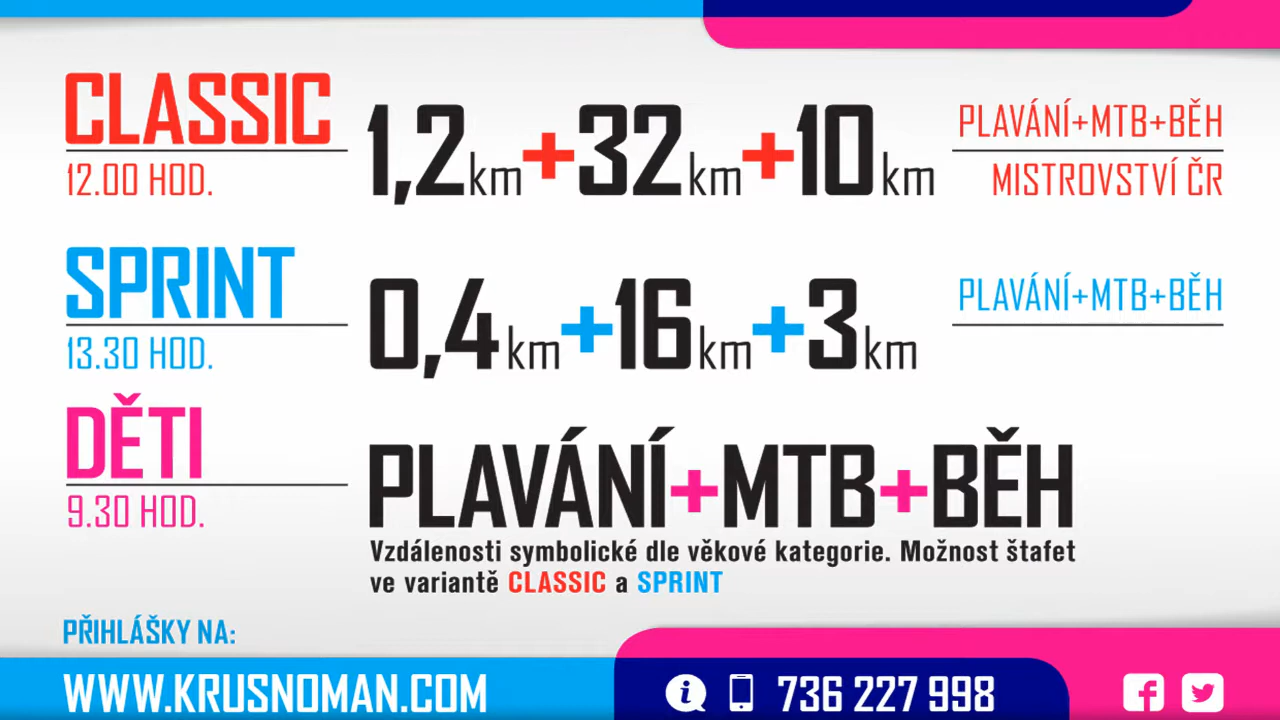 CLASSIC
12.00 HOD.
1,2km+32km+10km
PLAVÁNÍ+MTB+BĚH
MISTROVSTVÍ ČR
SPRINT
13.30 HOD.
0,4km+16km+3km
PLAVÁNÍ+MTB+BĚH
DĚTI
9.30 HOD.
PLAVÁNÍ+MTB+BĚH
Vzdálenosti symbolické dle věkové kategorie. Možnost štafet
ve variantě CLASSIC a SPRINT
PŘIHLÁŠKY NA:
WWW.KRUSNOMAN.COM
736 227 998